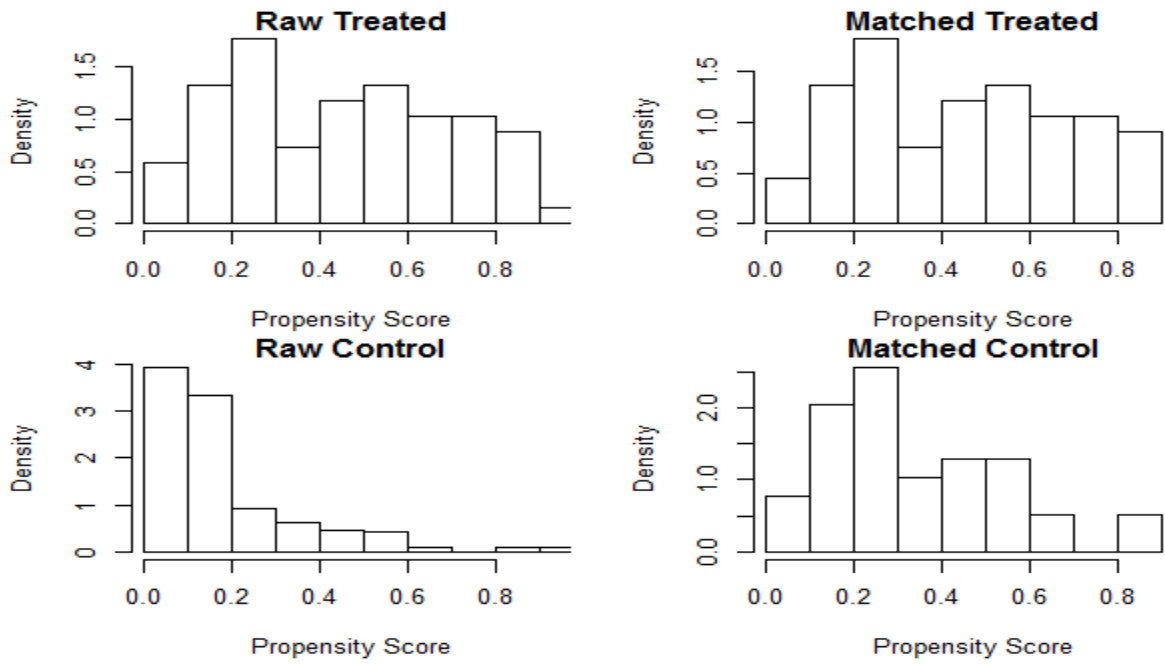 Raw Treated
Density
0.0 0.5 1.0 1.5
0.0 0.2 0.4 0.6 0.8
Propensity Score
Matched Treated
Density
0.0 0.5 1.0 1.5
0.0 0.2 0.4 0.6 0.8
Propensity Score
Raw Control
Density
0 1 2 3 4
0.0 0.2 0.4 0.6 0.8
Propensity Score
Matched Control
Density
0.0 1.0 2.0
0.0 0.2 0.4 0.6 0.8
Propensity Score